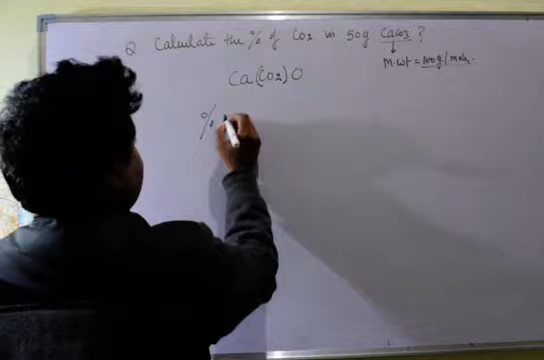 Q Calculate the % of CO2 in 50g CaCO3 ?
M.wt = 100g/mole.
Ca(CO2)O
%